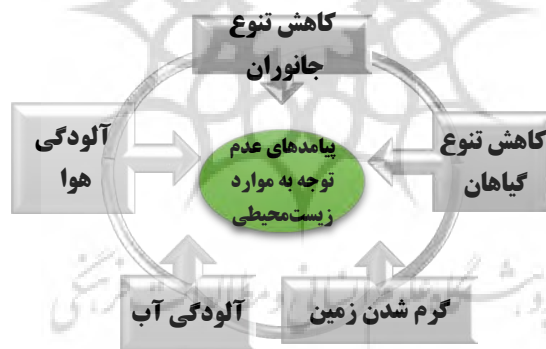 کاهش تنوع
جانوران
آلودگی
هوا
پیامدهای عدم
توجه به موارد
زیست‌محیطی
کاهش تنوع
گیاهان
آلودگی آب
گرم شدن زمین